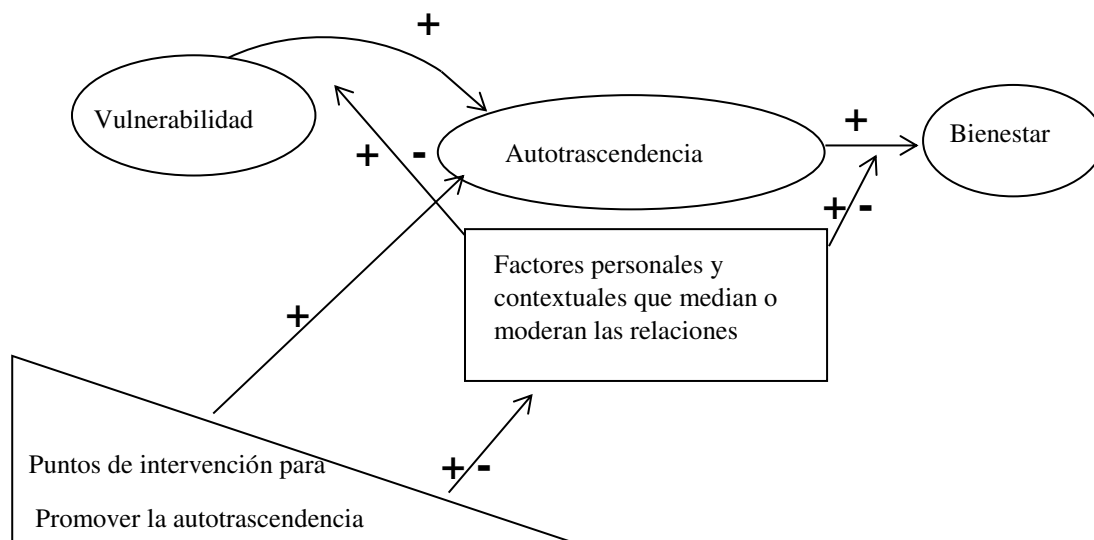 +
Vulnerabilidad
+
Bienestar
Autotrascendencia
+ -
+ -
Factores personales y
contextuales que median o
moderan las relaciones
+
Puntos de intervención para
+ -
Promover la autotrascendencia